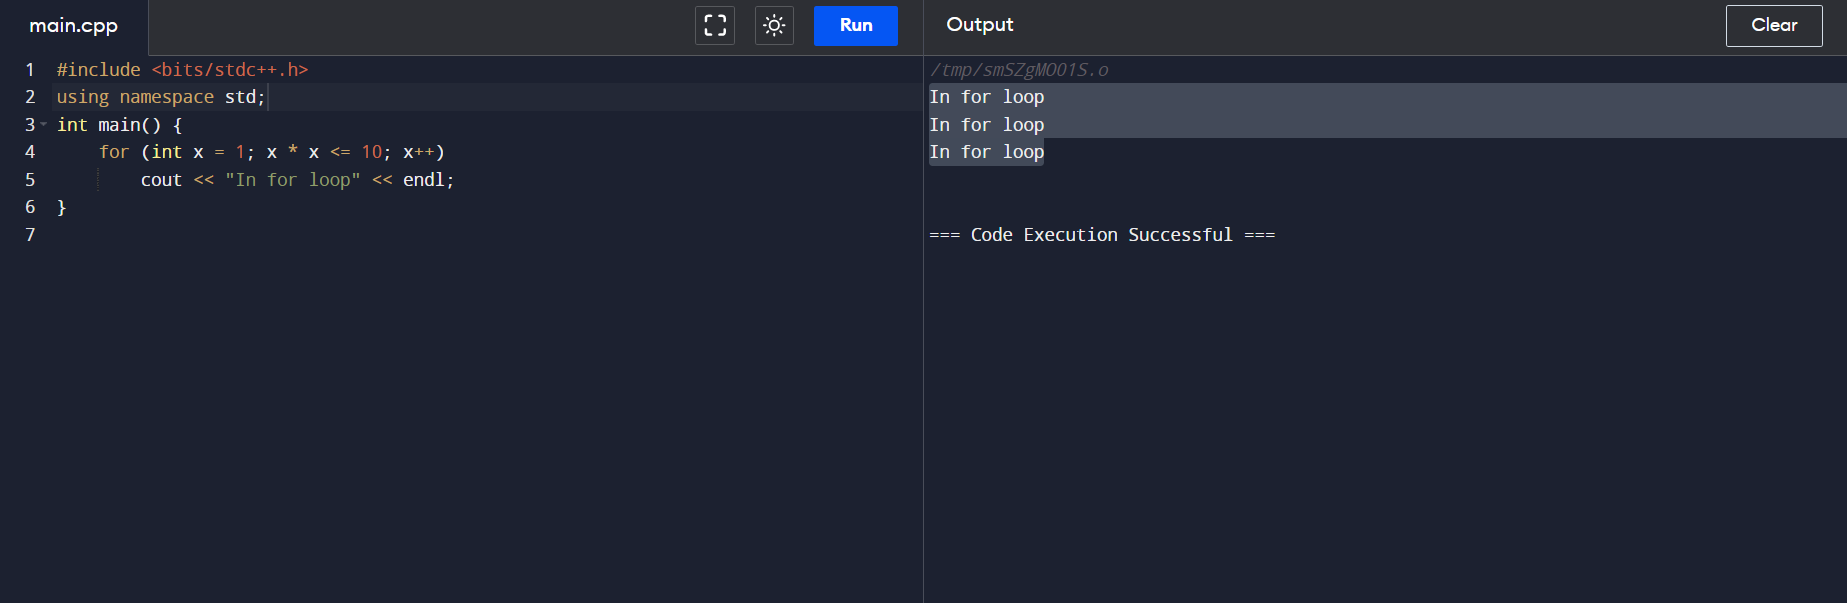 main.cpp
Run
1 #include <bits/stdc++.h>
2 using namespace std;
3 int main() {
4     for (int x = 1; x * x <= 10; x++)
5         cout << "In for loop" << endl;
6 }
7
Output
Clear
/tmp/smSZgMO01S.o
In for loop
In for loop
In for loop
=== Code Execution Successful ===